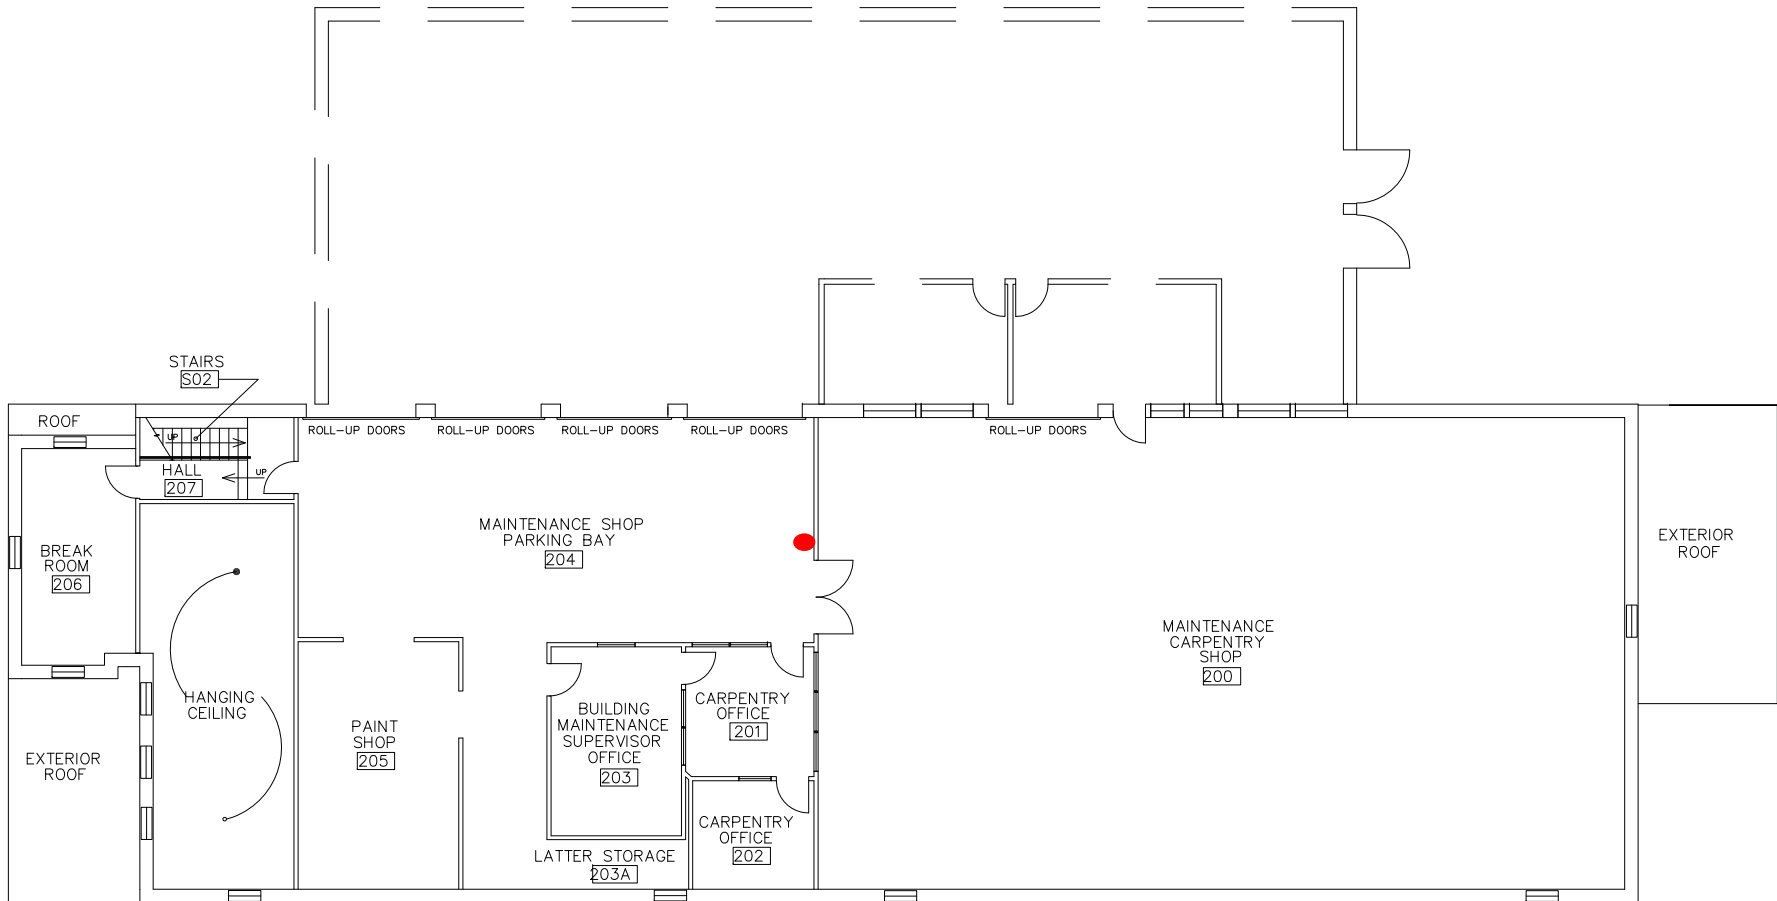 STAIRS
S02
ROOF
UP
HALL
207
UP
ROLL-UP DOORS
ROLL-UP DOORS
ROLL-UP DOORS
ROLL-UP DOORS
ROLL-UP DOORS
MAINTENANCE SHOP
PARKING BAY
204
BREAK
ROOM
206
EXTERIOR
ROOF
MAINTENANCE
CARPENTRY
SHOP
200
HANGING
CEILING
PAINT
SHOP
205
BUILDING
MAINTENANCE
SUPERVISOR
OFFICE
203
CARPENTRY
OFFICE
201
EXTERIOR
ROOF
CARPENTRY
OFFICE
202
LATTER STORAGE
203A